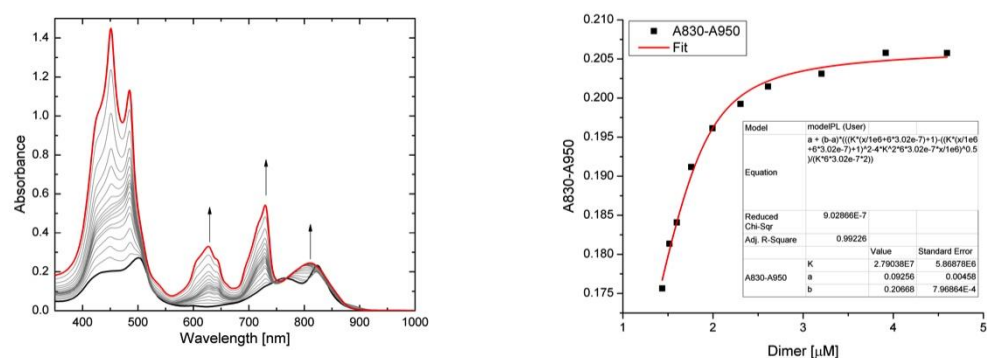 1.4
1.2
1.0
0.8
0.6
0.4
0.2
0.0
400 500 600 700 800 900 1000
Absorbance
Wavelength [nm]
0.210
0.205
0.200
0.195
0.190
0.185
0.180
0.175
1 2 3 4 5
A830-A950
Dimer [µM]
A830-A950
Fit
Model modelPL (User)
Equation
a + (b-a)*(((K*(x/1e6+6*3.02e-7)+1)-((K*(x/1e6
+6*3.02e-7)+1)^2-4*K^2*6*3.02e-7*x/1e6)^0.5
)/(K*6*3.02e-7*2))
Reduced
Chi-Sqr
9.02866E-7
Adj. R-Square 0.99226
Value Standard Error
K 2.79038E7 5.86878E6
A830-A950 a 0.09256 0.00458
b 0.20668 7.96864E-4